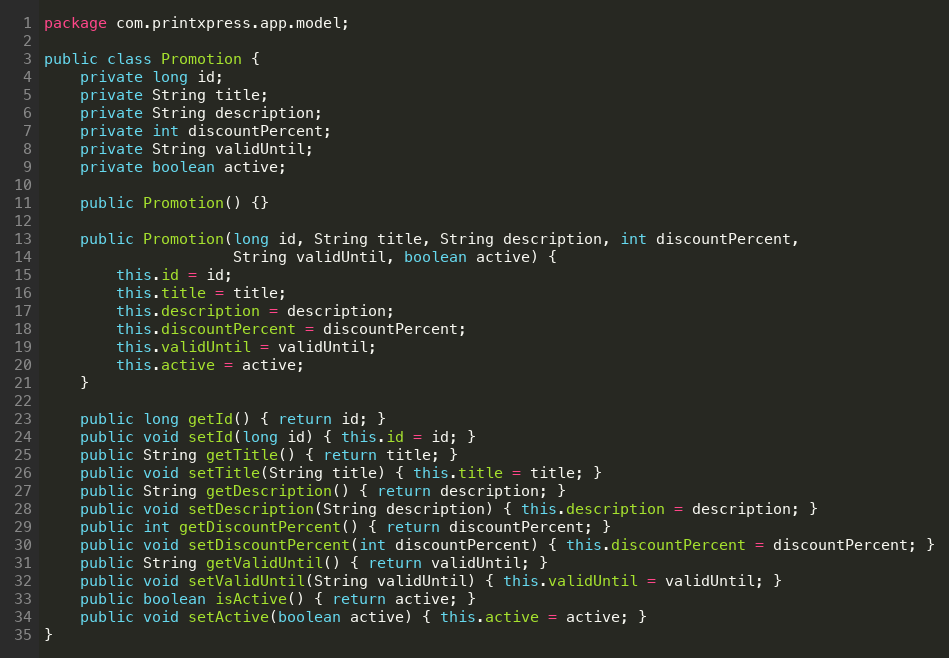 1 package com.printxpress.app.model;
2
3 public class Promotion {
4     private long id;
5     private String title;
6     private String description;
7     private int discountPercent;
8     private String validUntil;
9     private boolean active;
10
11     public Promotion() {}
12
13     public Promotion(long id, String title, String description, int discountPercent,
14                      String validUntil, boolean active) {
15         this.id = id;
16         this.title = title;
17         this.description = description;
18         this.discountPercent = discountPercent;
19         this.validUntil = validUntil;
20         this.active = active;
21     }
22
23     public long getId() { return id; }
24     public void setId(long id) { this.id = id; }
25     public String getTitle() { return title; }
26     public void setTitle(String title) { this.title = title; }
27     public String getDescription() { return description; }
28     public void setDescription(String description) { this.description = description; }
29     public int getDiscountPercent() { return discountPercent; }
30     public void setDiscountPercent(int discountPercent) { this.discountPercent = discountPercent; }
31     public String getValidUntil() { return validUntil; }
32     public void setValidUntil(String validUntil) { this.validUntil = validUntil; }
33     public boolean isActive() { return active; }
34     public void setActive(boolean active) { this.active = active; }
35 }